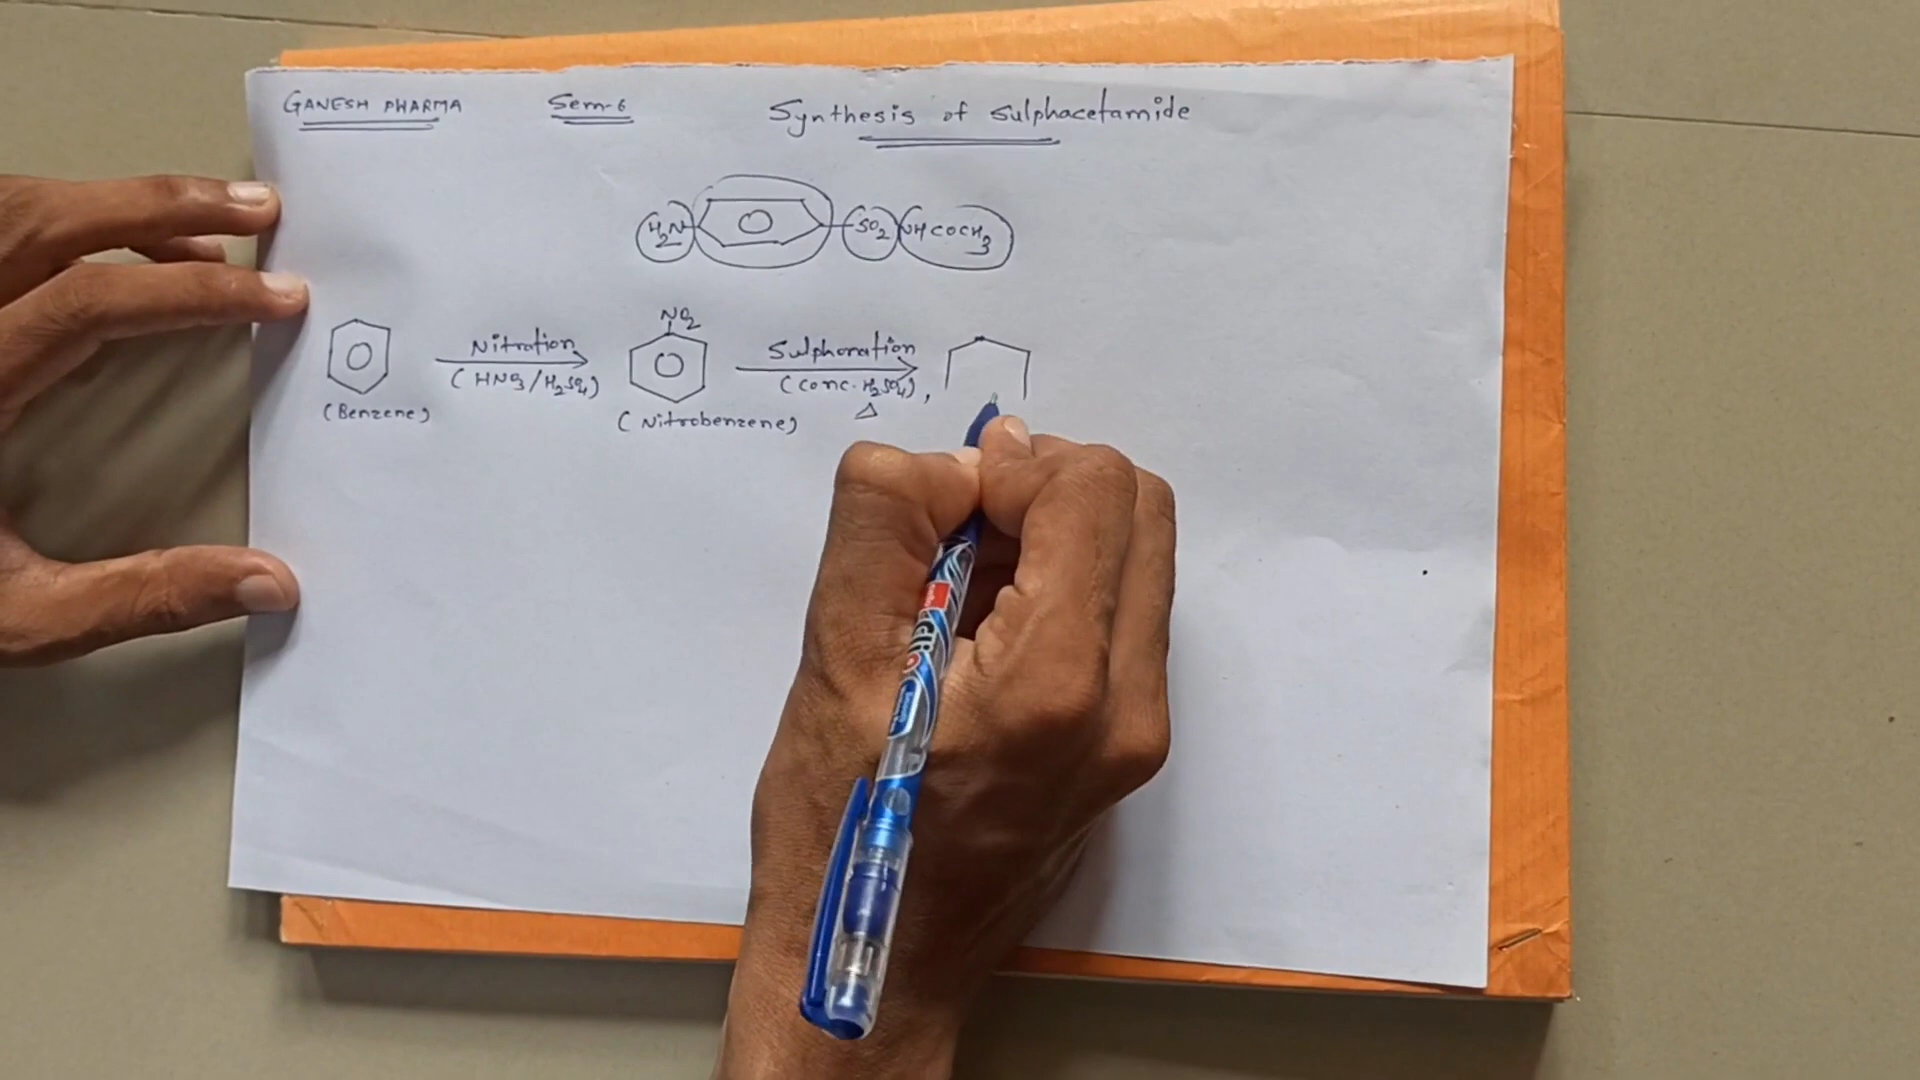 GANESH PHARMA Sem-6 Synthesis of Sulphacetamide
H2N SO2 NHCOCH3
NO2
Nitration Sulphonation
(HNO3/H2SO4) (conc. H2SO4),
Δ
(Benzene) (Nitrobenzene)